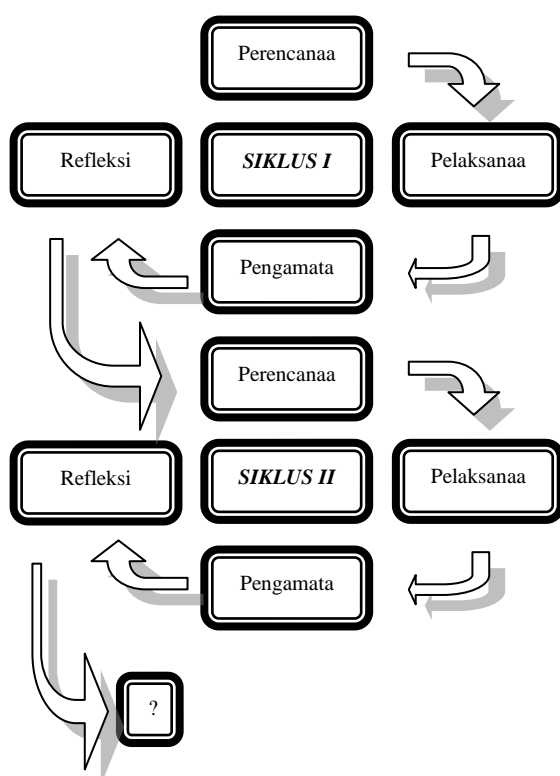 Perencanaa
Refleksi
SIKLUS I
Pelaksanaa
Pengamata
Perencanaa
Refleksi
SIKLUS II
Pelaksanaa
Pengamata
?